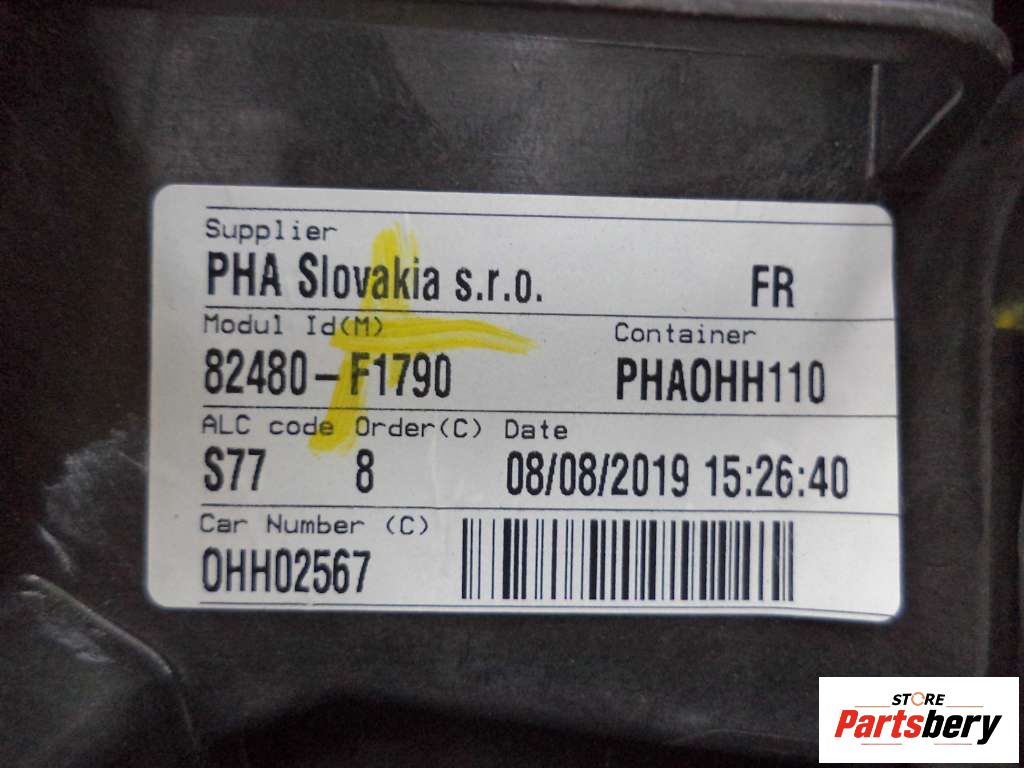 Supplier
PHA Slovakia s.r.o. FR
Modul Id(M) Container
82480-F1790 PHAOHH110
ALC code Order(C) Date
S77 8 08/08/2019 15:26:40
Car Number (C)
OHH02567
STORE
Partsbery